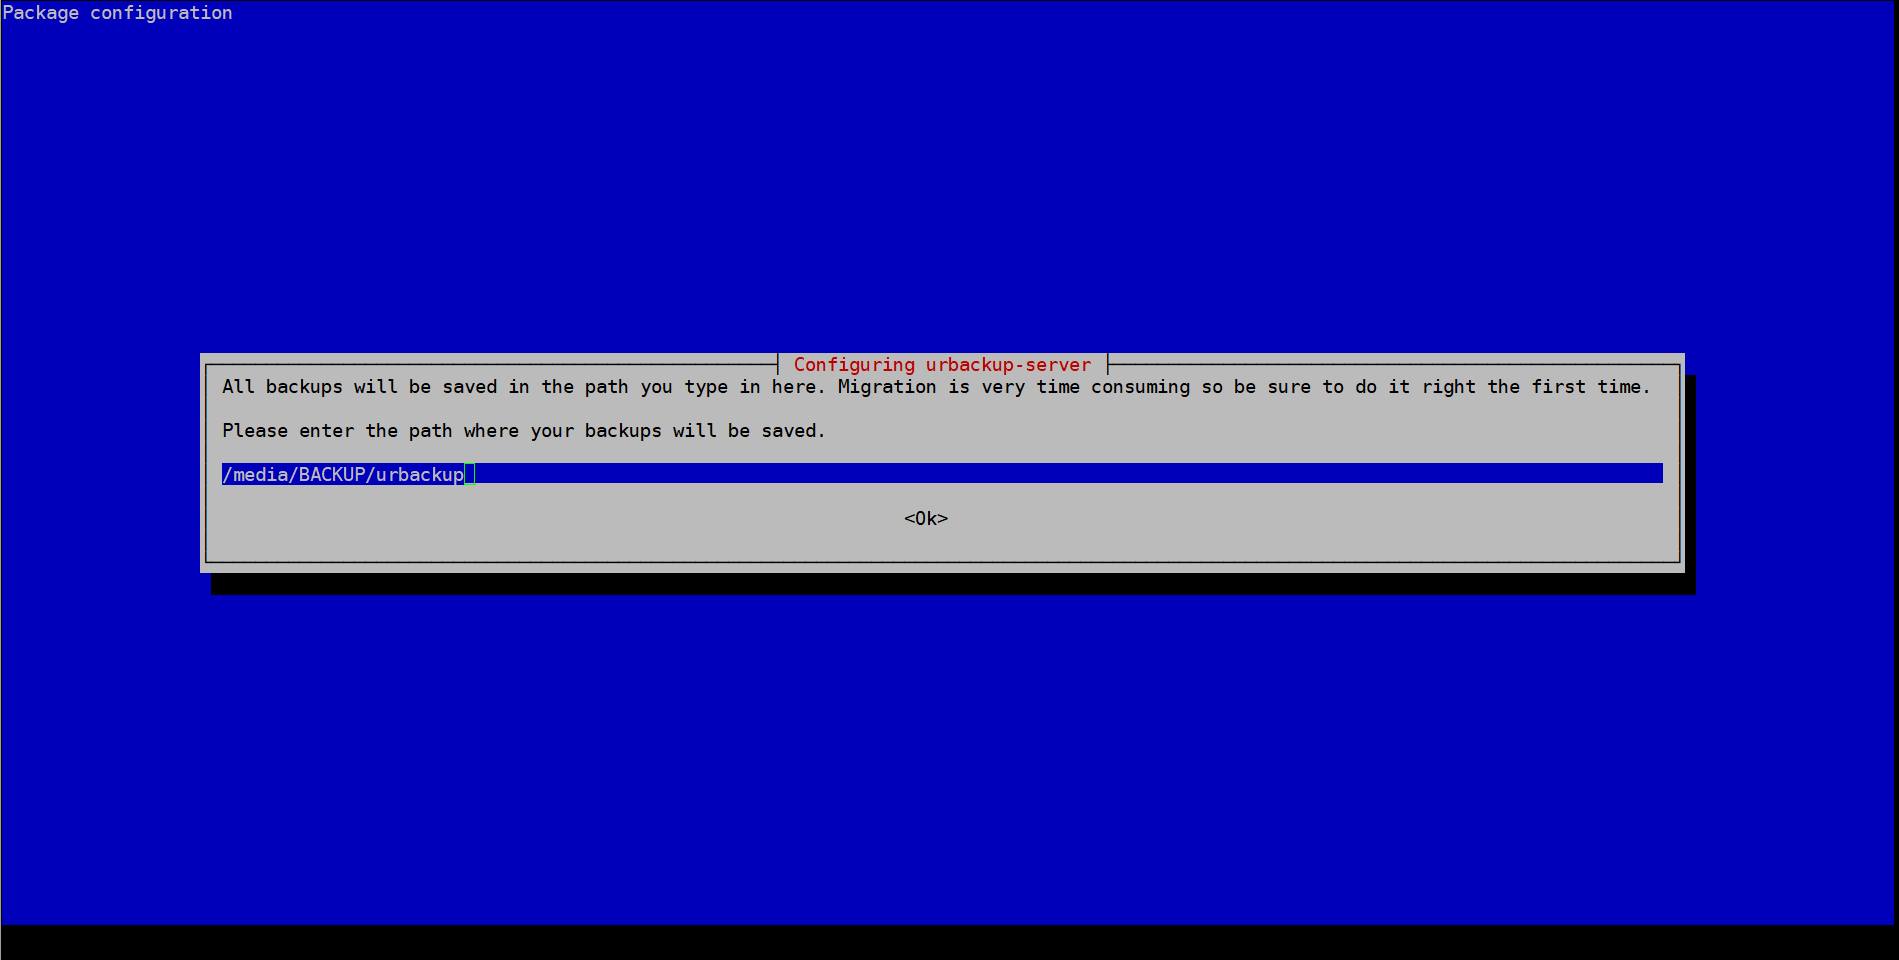 Package configuration
Configuring urbackup-server
All backups will be saved in the path you type in here. Migration is very time consuming so be sure to do it right the first time.
Please enter the path where your backups will be saved.
/media/BACKUP/urbackup
<Ok>